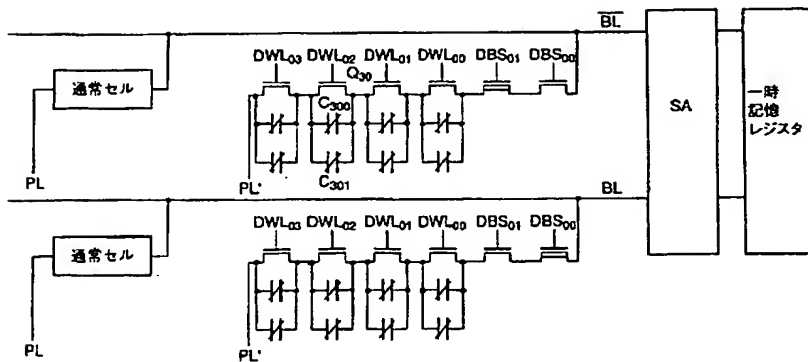 BL
DWL03 DWL02 DWL01 DWL00 DBS01 DBS00
Q30
通常セル
C300
C301
PL
PL'
SA
一時
記憶
レジスタ
BL
DWL03 DWL02 DWL01 DWL00 DBS01 DBS00
通常セル
PL
PL'